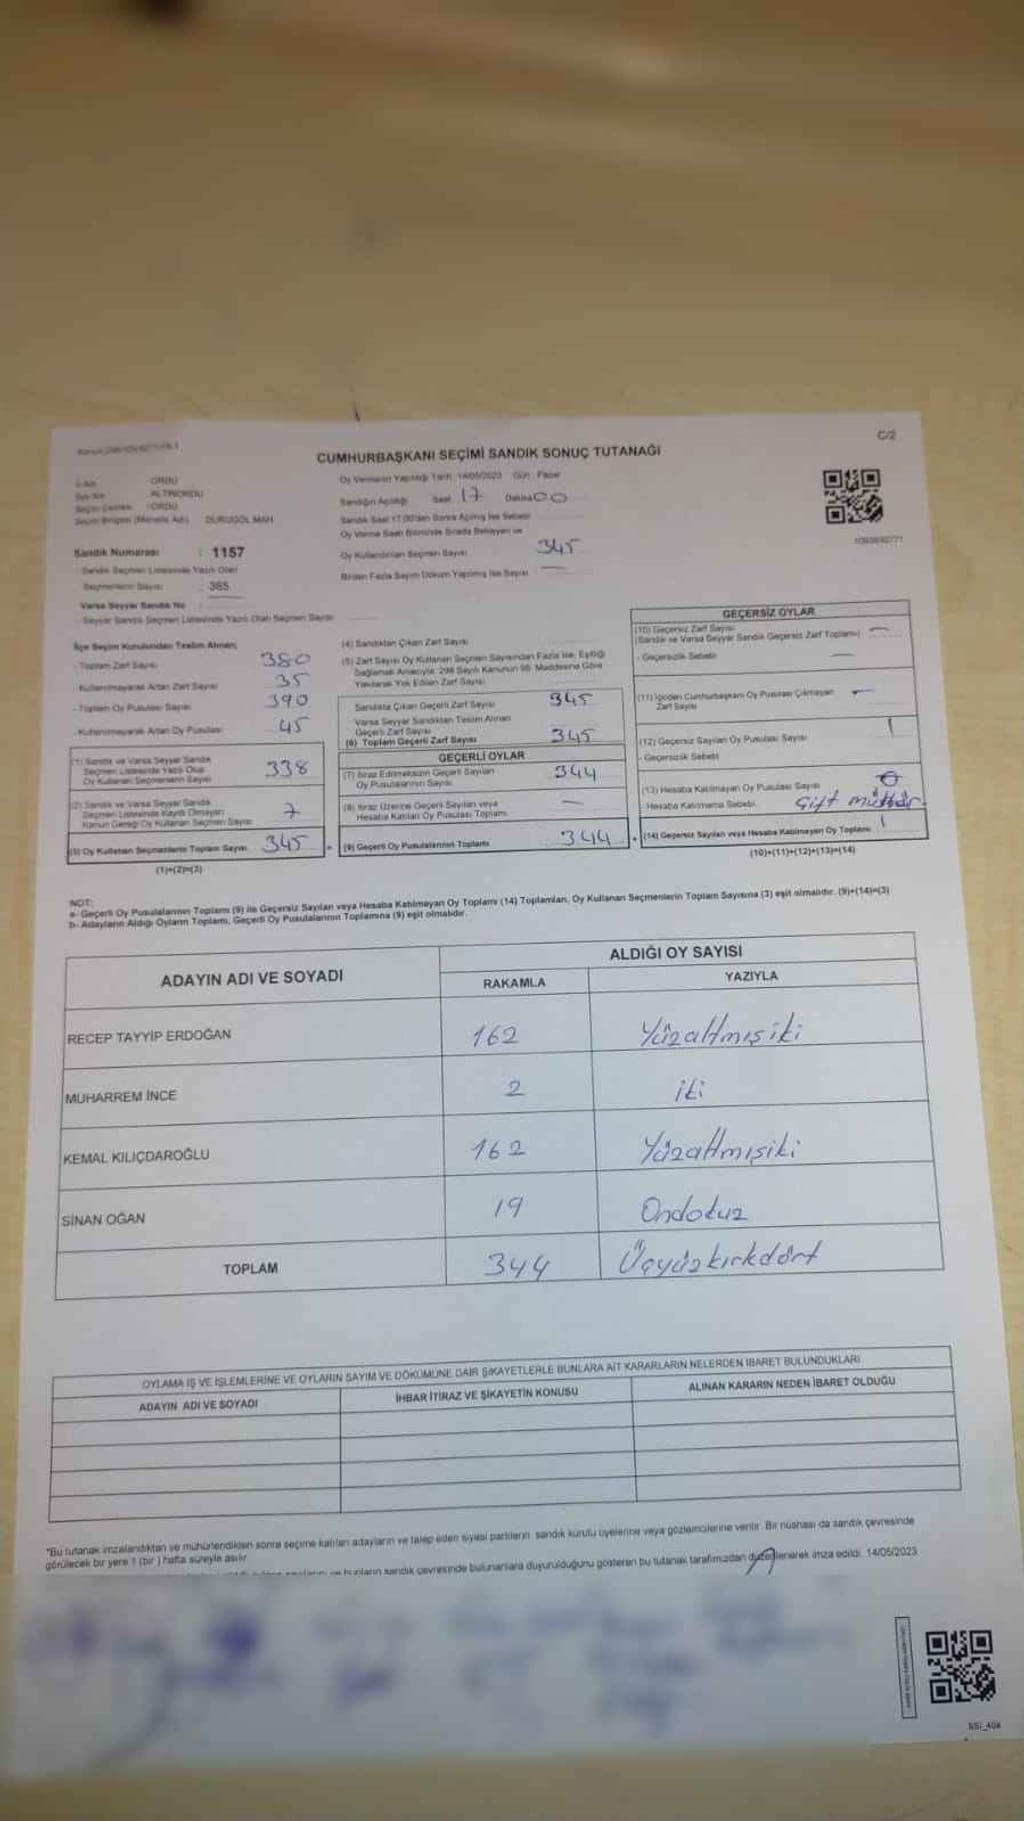 C/2
CUMHURBAŞKANI SEÇİMİ SANDIK SONUÇ TUTANAĞI
ORDU
ALTINORDU
ORDU
DURUGÖL MAH
Oy Vermenin Yapıldığı Tarih: 14/05/2023 Gün: Pazar
Sandığın Açıldığı Saat 17 Dakika 00
Sandık Saat 17.00'den Sonra Açılmış İse Sebebi
Oy Verme Saati Bitiminde Sırada Bekleyen ve
Oy Kullandırılan Seçmen Sayısı 345
Birden Fazla Sayım Döküm Yapılmış İse Sayısı —
Sandık Numarası : 1157
Sandık Seçmen Listesinde Yazılı Olan
Seçmenlerin Sayısı : 385
Varsa Seyyar Sandık No :
- Seyyar Sandık Seçmen Listesinde Yazılı Olan Seçmen Sayısı
İlçe Seçim Kurulundan Teslim Alınan;
- Toplam Zarf Sayısı 380
- Kullanılmayarak Artan Zarf Sayısı 35
- Toplam Oy Pusulası Sayısı 390
- Kullanılmayarak Artan Oy Pusulası 45
(1) Sandık ve Varsa Seyyar Sandık
Seçmen Listesinde Yazılı Olup
Oy Kullanan Seçmenlerin Sayısı 338
(2) Sandık ve Varsa Seyyar Sandık
Seçmen Listesinde Kayıtlı Olmayan
Kanun Gereği Oy Kullanan Seçmen Sayısı 7
(3) Oy Kullanan Seçmenlerin Toplam Sayısı 345
(1)+(2)=(3)
(4) Sandıktan Çıkan Zarf Sayısı
(5) Zarf Sayısı Oy Kullanan Seçmen Sayısından Fazla İse, Eşitliği
Sağlamak Amacıyla, 298 Sayılı Kanunun 98. Maddesine Göre
Yakılarak Yok Edilen Zarf Sayısı
Sandıkta Çıkan Geçerli Zarf Sayısı 345
Varsa Seyyar Sandıktan Teslim Alınan
Geçerli Zarf Sayısı
(6) Toplam Geçerli Zarf Sayısı 345
GEÇERLİ OYLAR
(7) İtiraz Edilmeksizin Geçerli Sayılan
Oy Pusulalarının Sayısı 344
(8) İtiraz Üzerine Geçerli Sayılan veya
Hesaba Katılan Oy Pusulası Toplamı —
(9) Geçerli Oy Pusulalarının Toplamı 344
GEÇERSİZ OYLAR
(10) Geçersiz Zarf Sayısı —
(Sandık ve Varsa Seyyar Sandık Geçersiz Zarf Toplamı)
- Geçersizlik Sebebi —
(11) İçinden Cumhurbaşkanı Oy Pusulası Çıkmayan
Zarf Sayısı —
(12) Geçersiz Sayılan Oy Pusulası Sayısı 1
- Geçersizlik Sebebi
(13) Hesaba Katılmayan Oy Pusulası Sayısı
- Hesaba Katılmama Sebebi Çift mühür
(14) Geçersiz Sayılan veya Hesaba Katılmayan Oy Toplamı 1
(10)+(11)+(12)+(13)=(14)
NOT:
a- Geçerli Oy Pusulalarının Toplamı (9) ile Geçersiz Sayılan veya Hesaba Katılmayan Oy Toplamı (14) Toplamları, Oy Kullanan Seçmenlerin Toplam Sayısına (3) eşit olmalıdır. (9)+(14)=(3)
b- Adayların Aldığı Oyların Toplamı, Geçerli Oy Pusulalarının Toplamına (9) eşit olmalıdır.
ADAYIN ADI VE SOYADI
ALDIĞI OY SAYISI
RAKAMLA YAZIYLA
RECEP TAYYİP ERDOĞAN 162 Yüzaltmışiki
MUHARREM İNCE 2 iki
KEMAL KILIÇDAROĞLU 162 Yüzaltmışiki
SİNAN OĞAN 19 Ondokuz
TOPLAM 344 Üçyüzkırkdört
OYLAMA İŞ VE İŞLEMLERİNE VE OYLARIN SAYIM VE DÖKÜMÜNE DAİR ŞİKAYETLERLE BUNLARA AİT KARARLARIN NELERDEN İBARET BULUNDUKLARI
ADAYIN ADI VE SOYADI
İHBAR İTİRAZ VE ŞİKAYETİN KONUSU
ALINAN KARARIN NEDEN İBARET OLDUĞU
"Bu tutanak imzalandıktan ve mühürlendikten sonra seçime katılan adayların ve talep eden siyasi partilerin sandık kurulu üyelerine veya gözlemcilerine verilir. Bir nüshası da sandık çevresinde
görülecek bir yere 1 (bir) hafta süreyle asılır.
sandık çevresinde bulunanlara duyurulduğunu gösteren bu tutanak tarafımızdan düzenlenerek imza edildi. 14/05/2023